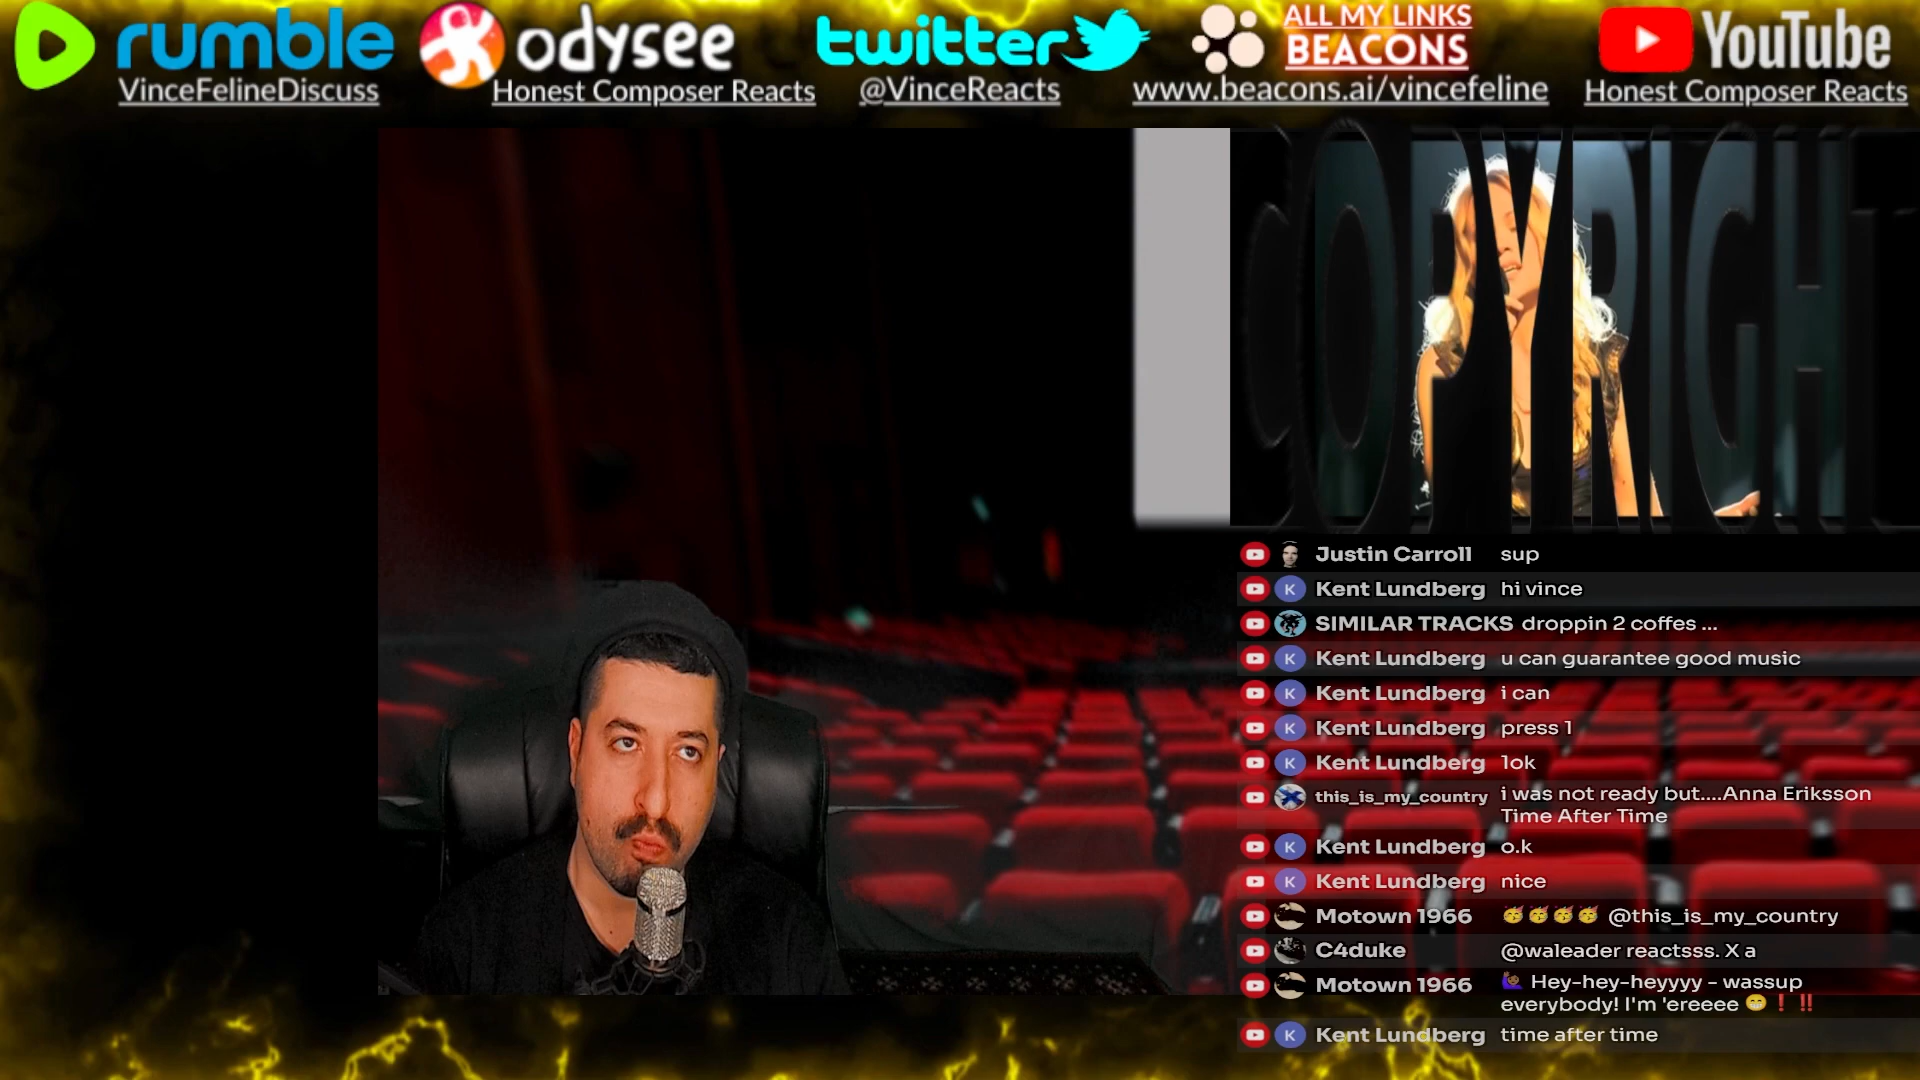 rumble
VinceFelineDiscuss
odysee
Honest Composer Reacts
twitter
@VinceReacts
ALL MY LINKS
BEACONS
www.beacons.ai/vincefeline
YouTube
Honest Composer Reacts
COPYRIGHT
Justin Carroll sup
K Kent Lundberg hi vince
SIMILAR TRACKS droppin 2 coffes ...
K Kent Lundberg u can guarantee good music
K Kent Lundberg i can
K Kent Lundberg press 1
K Kent Lundberg 1ok
this_is_my_country i was not ready but....Anna Eriksson
Time After Time
K Kent Lundberg o.k
K Kent Lundberg nice
Motown 1966 🥳🥳🥳🥳 @this_is_my_country
C4duke @waleader reactsss. X a
Motown 1966 🙋🏾‍♀️ Hey-hey-heyyyy - wassup
everybody! I'm 'ereeee 😁❗‼️
K Kent Lundberg time after time